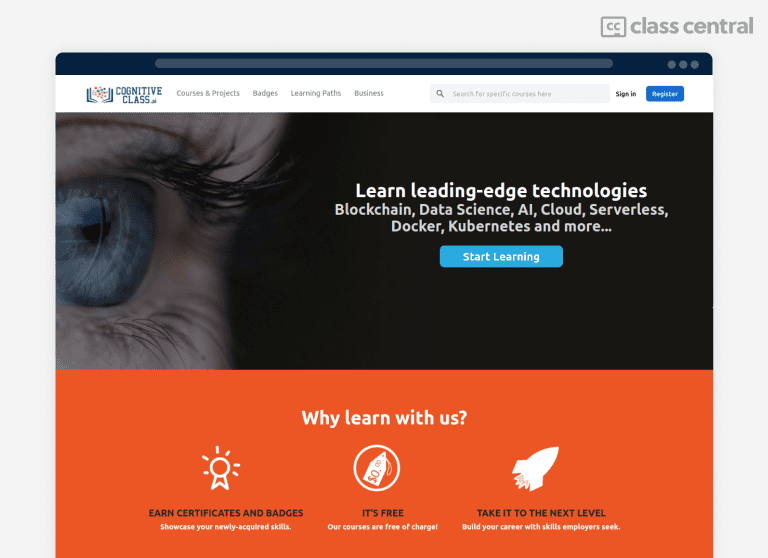 cc class central
COGNITIVE
CLASS.ai
Courses & Projects Badges Learning Paths Business
Search for specific courses here
Sign in
Register
Learn leading-edge technologies
Blockchain, Data Science, AI, Cloud, Serverless,
Docker, Kubernetes and more...
Start Learning
Why learn with us?
$0.00
EARN CERTIFICATES AND BADGES
Showcase your newly-acquired skills.
IT'S FREE
Our courses are free of charge!
TAKE IT TO THE NEXT LEVEL
Build your career with skills employers seek.